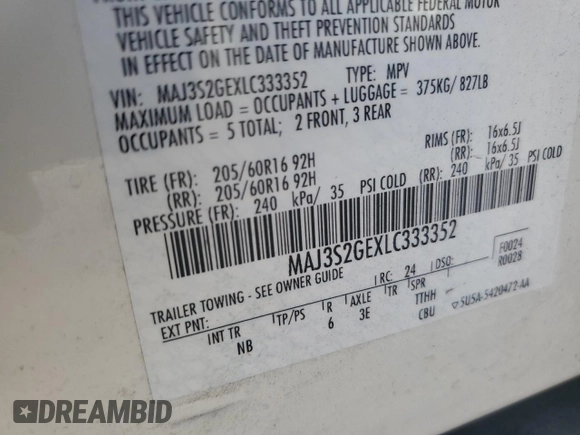 THIS VEHICLE CONFORMS TO ALL APPLICABLE FEDERAL MOTOR
VEHICLE SAFETY AND THEFT PREVENTION STANDARDS
IN EFFECT ON THE DATE OF MANUFACTURE SHOWN ABOVE.
VIN: MAJ3S2GEXLC333352 TYPE: MPV
MAXIMUM LOAD = OCCUPANTS + LUGGAGE = 375KG/ 827LB
OCCUPANTS = 5 TOTAL; 2 FRONT, 3 REAR
TIRE (FR): 205/60R16 92H RIMS (FR): 16x6.5J
(RR): 205/60R16 92H (RR): 16x6.5J
PRESSURE (FR): 240 kPa/ 35 PSI COLD (RR): 240 kPa/ 35 PSI COLD
MAJ3S2GEXLC333352
TRAILER TOWING - SEE OWNER GUIDE RC: 24 DSO: F0024
R0028
EXT PNT: INT TR TP/PS R AXLE TR SPR
NB 6 3E TTHH
CBU 5U5A-5420472-AA
DREAMBID